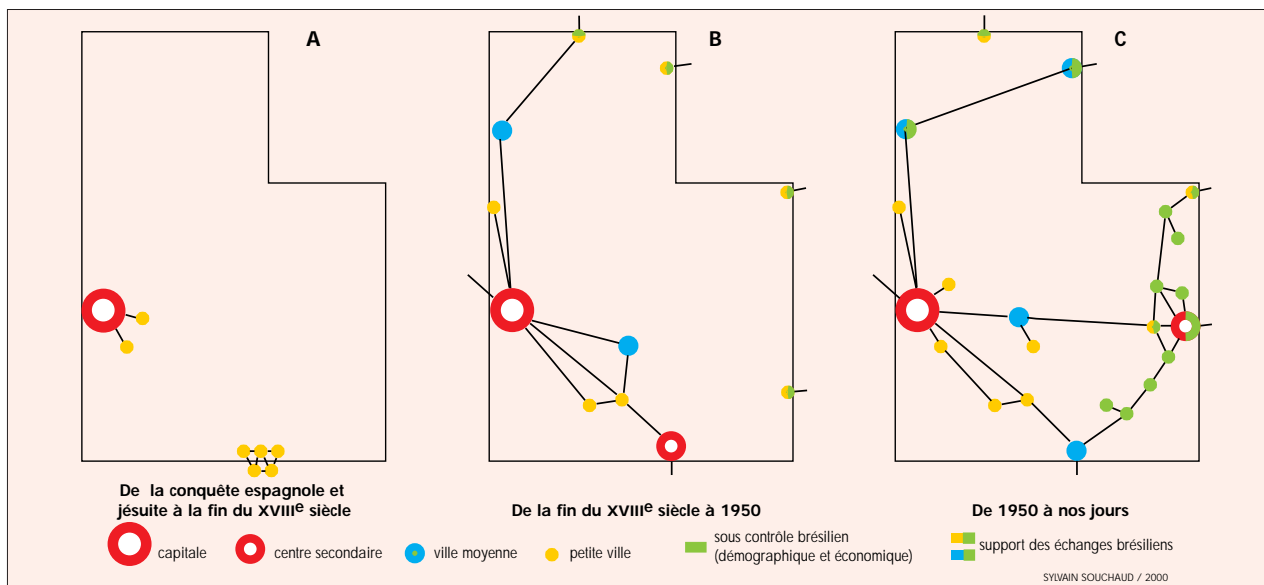 A
B
C
De la conquête espagnole et
jésuite à la fin du XVIIIe siècle
De la fin du XVIIIe siècle à 1950
De 1950 à nos jours
capitale
centre secondaire
ville moyenne
petite ville
sous contrôle brésilien
(démographique et économique)
support des échanges brésiliens
SYLVAIN SOUCHAUD / 2000